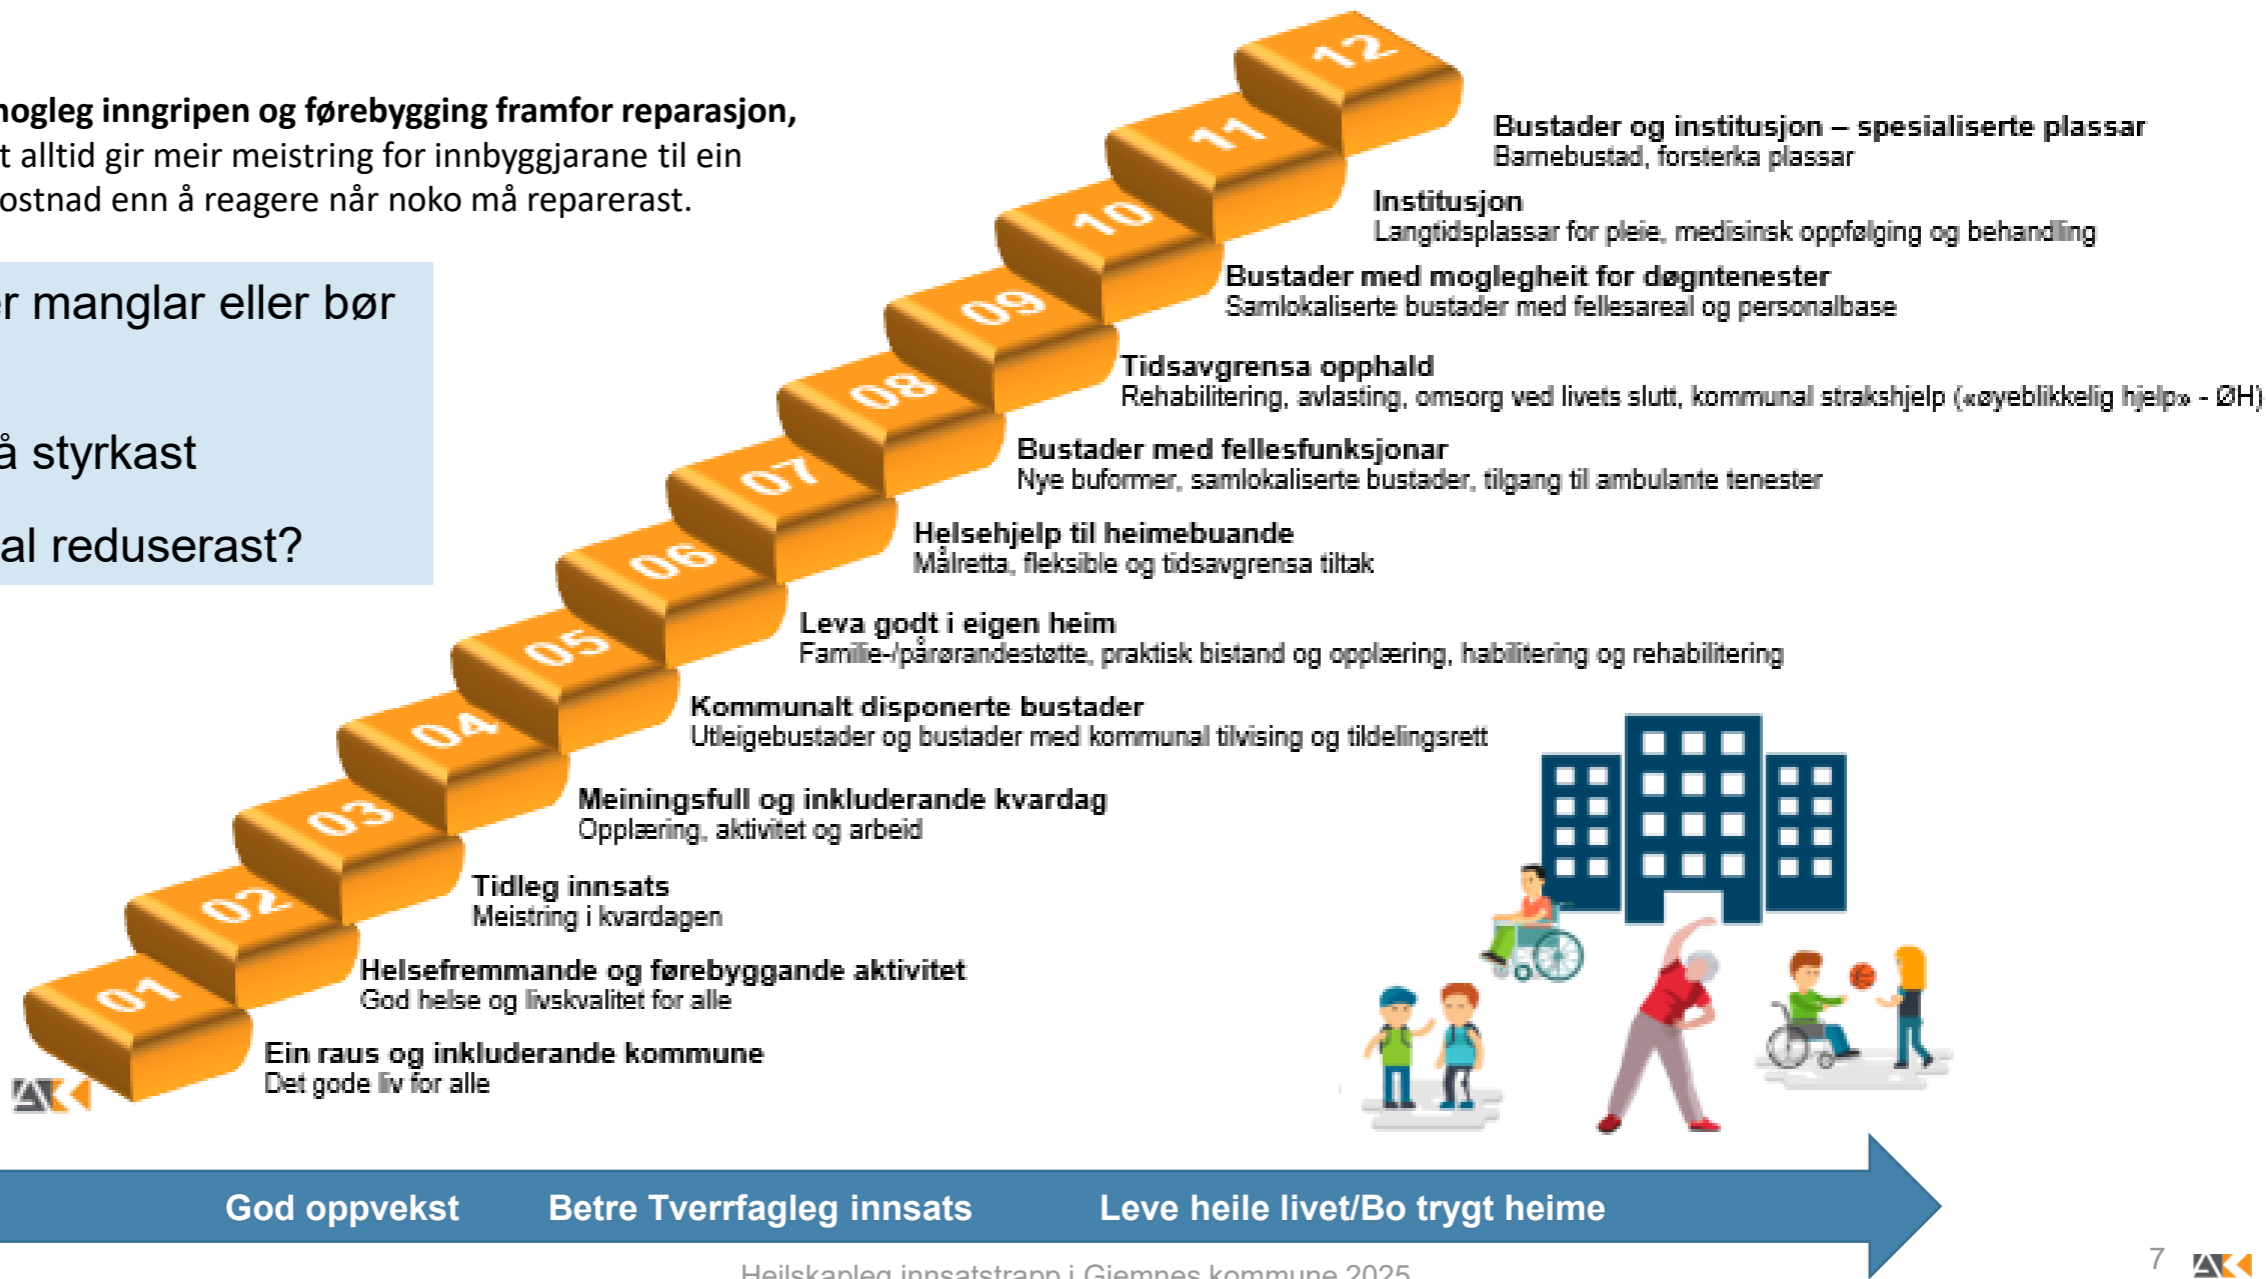 mogleg inngripen og førebygging framfor reparasjon,
t alltid gir meir meistring for innbyggjarane til ein
ostnad enn å reagere når noko må reparerast.
er manglar eller bør
å styrkast
al reduserast?
12
Bustader og institusjon – spesialiserte plassar
Barnebustad, forsterka plassar
11
Institusjon
Langtidsplassar for pleie, medisinsk oppfølging og behandling
10
Bustader med moglegheit for døgntenester
Samlokaliserte bustader med fellesareal og personalbase
09
Tidsavgrensa opphald
Rehabilitering, avlasting, omsorg ved livets slutt, kommunal strakshjelp («øyeblikkelig hjelp» - ØH)
08
Bustader med fellesfunksjonar
Nye buformer, samlokaliserte bustader, tilgang til ambulante tenester
07
Helsehjelp til heimebuande
Målretta, fleksible og tidsavgrensa tiltak
06
Leva godt i eigen heim
Familie-/pårørandestøtte, praktisk bistand og opplæring, habilitering og rehabilitering
05
Kommunalt disponerte bustader
Utleigebustader og bustader med kommunal tilvising og tildelingsrett
04
Meiningsfull og inkluderande kvardag
Opplæring, aktivitet og arbeid
03
Tidleg innsats
Meistring i kvardagen
02
Helsefremmande og førebyggande aktivitet
God helse og livskvalitet for alle
01
Ein raus og inkluderande kommune
Det gode liv for alle
God oppvekst Betre Tverrfagleg innsats Leve heile livet/Bo trygt heime
Heilskapleg innsatstrapp i Gjemnes kommune 2025
7